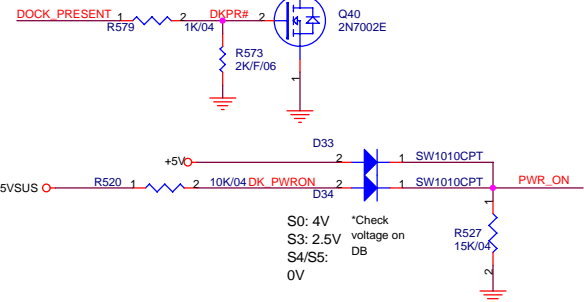 DOCK_PRESENT 1 2 DKPR# 2 Q40
R579 1K/04 2N7002E
R573
2K/F/06
1
D33
+5V 2 1 SW1010CPT
5VSUS R520 1 2 10K/04 DK_PWRON 2 1 SW1010CPT PWR_ON
D34
1
S0: 4V *Check
S3: 2.5V voltage on
S4/S5: DB
0V
R527
15K/04
2